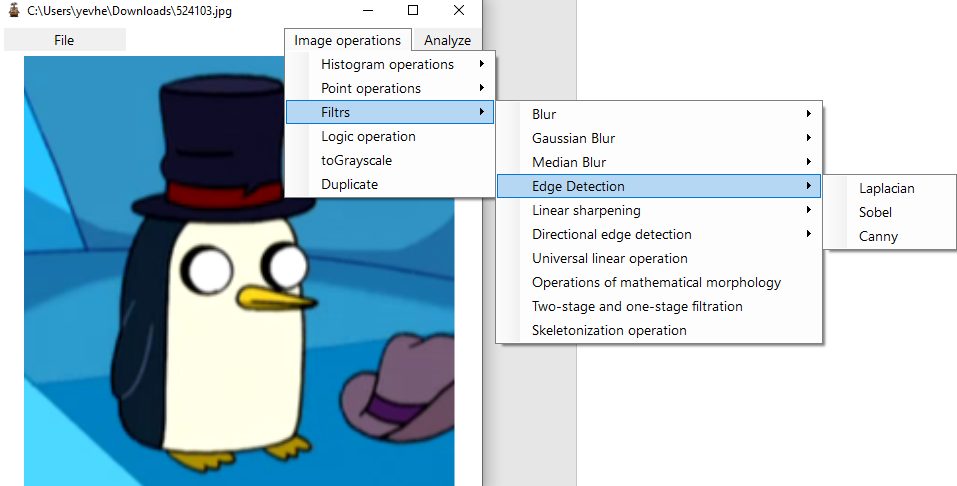 C:\Users\yevhe\Downloads\524103.jpg
File
Image operations
Analyze
Histogram operations
Point operations
Filtrs
Logic operation
toGrayscale
Duplicate
Blur
Gaussian Blur
Median Blur
Edge Detection
Linear sharpening
Directional edge detection
Universal linear operation
Operations of mathematical morphology
Two-stage and one-stage filtration
Skeletonization operation
Laplacian
Sobel
Canny